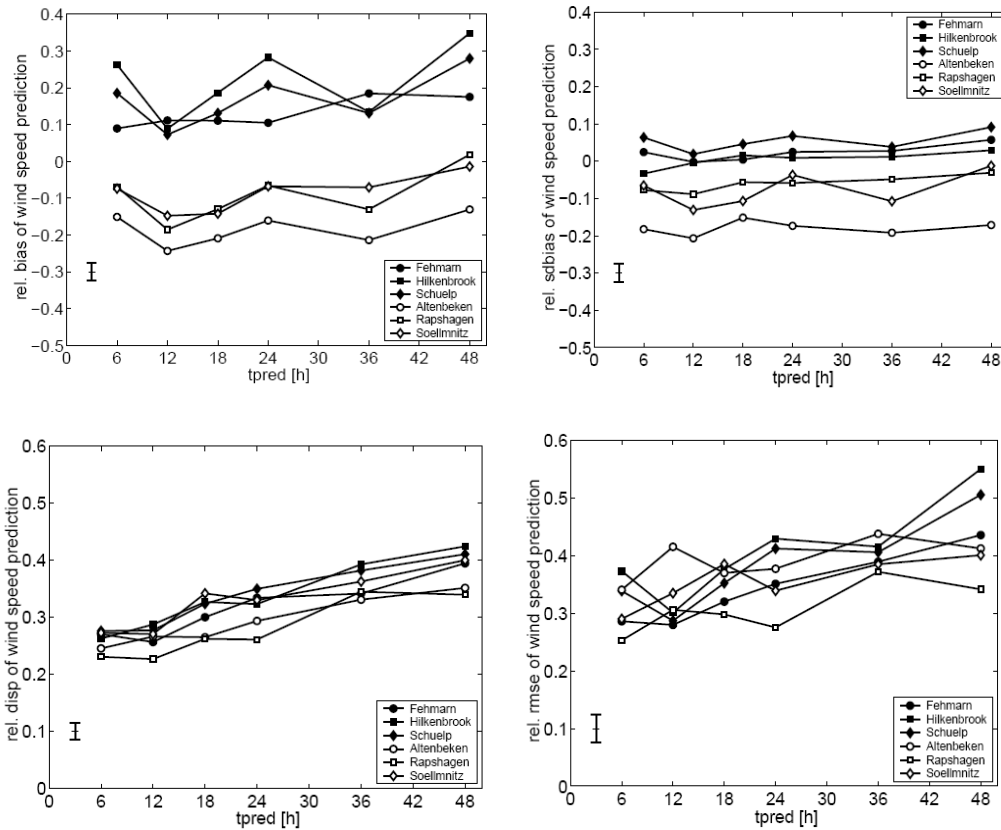 rel. bias of wind speed prediction
0.4
0.3
0.2
0.1
0
−0.1
−0.2
−0.3
−0.4
−0.5
Fehmarn
Hilkenbrook
Schuelp
Altenbeken
Rapshagen
Soellmnitz
0 6 12 18 24 30 36 42 48
tpred [h]
rel. sdbias of wind speed prediction
0.4
0.3
0.2
0.1
0
−0.1
−0.2
−0.3
−0.4
−0.5
Fehmarn
Hilkenbrook
Schuelp
Altenbeken
Rapshagen
Soellmnitz
0 6 12 18 24 30 36 42 48
tpred [h]
rel. disp of wind speed prediction
0.6
0.5
0.4
0.3
0.2
0.1
0
Fehmarn
Hilkenbrook
Schuelp
Altenbeken
Rapshagen
Soellmnitz
0 6 12 18 24 30 36 42 48
tpred [h]
rel. rmse of wind speed prediction
0.6
0.5
0.4
0.3
0.2
0.1
0
Fehmarn
Hilkenbrook
Schuelp
Altenbeken
Rapshagen
Soellmnitz
0 6 12 18 24 30 36 42 48
tpred [h]